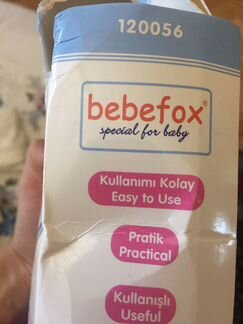 120056
bebefox®
special for baby
Kullanımı Kolay
Easy to Use
Pratik
Practical
Kullanışlı
Useful